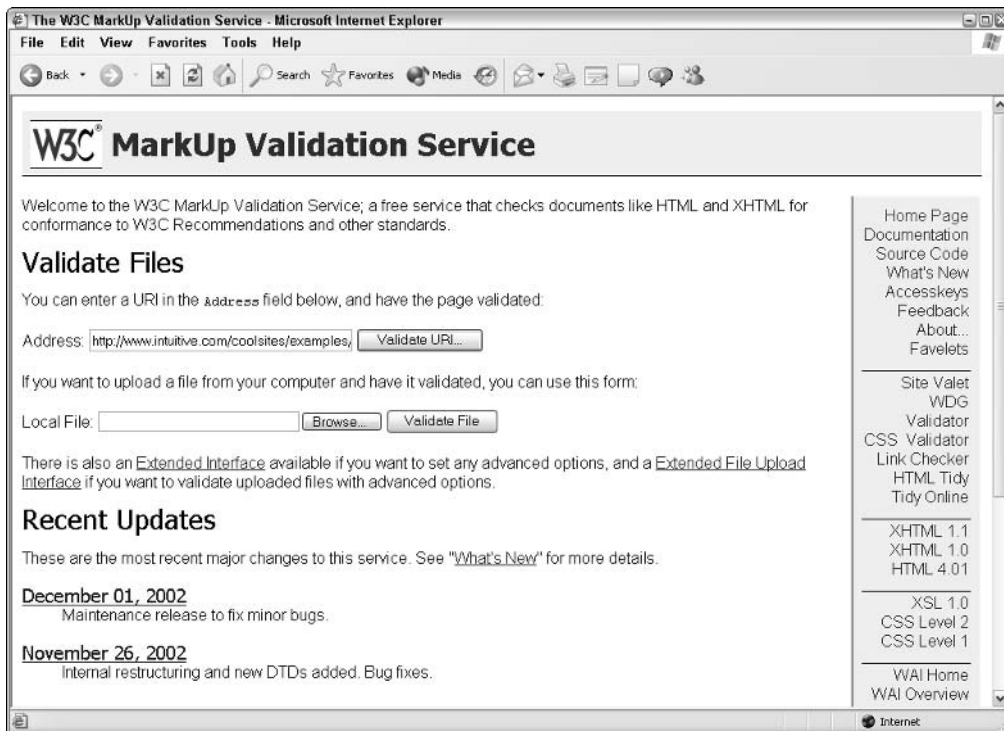 The W3C MarkUp Validation Service - Microsoft Internet Explorer
File Edit View Favorites Tools Help
Back Search Favorites Media
W3C® MarkUp Validation Service
Welcome to the W3C MarkUp Validation Service; a free service that checks documents like HTML and XHTML for
conformance to W3C Recommendations and other standards.
Validate Files
You can enter a URI in the Address field below, and have the page validated:
Address: http://www.intuitive.com/coolsites/examples/ Validate URI...
If you want to upload a file from your computer and have it validated, you can use this form:
Local File: Browse... Validate File
There is also an Extended Interface available if you want to set any advanced options, and a Extended File Upload
Interface if you want to validate uploaded files with advanced options.
Recent Updates
These are the most recent major changes to this service. See "What's New" for more details.
December 01, 2002
Maintenance release to fix minor bugs.
November 26, 2002
Internal restructuring and new DTDs added. Bug fixes.
Home Page
Documentation
Source Code
What's New
Accesskeys
Feedback
About...
Favelets
Site Valet
WDG
Validator
CSS Validator
Link Checker
HTML Tidy
Tidy Online
XHTML 1.1
XHTML 1.0
HTML 4.01
XSL 1.0
CSS Level 2
CSS Level 1
WAI Home
WAI Overview
Internet